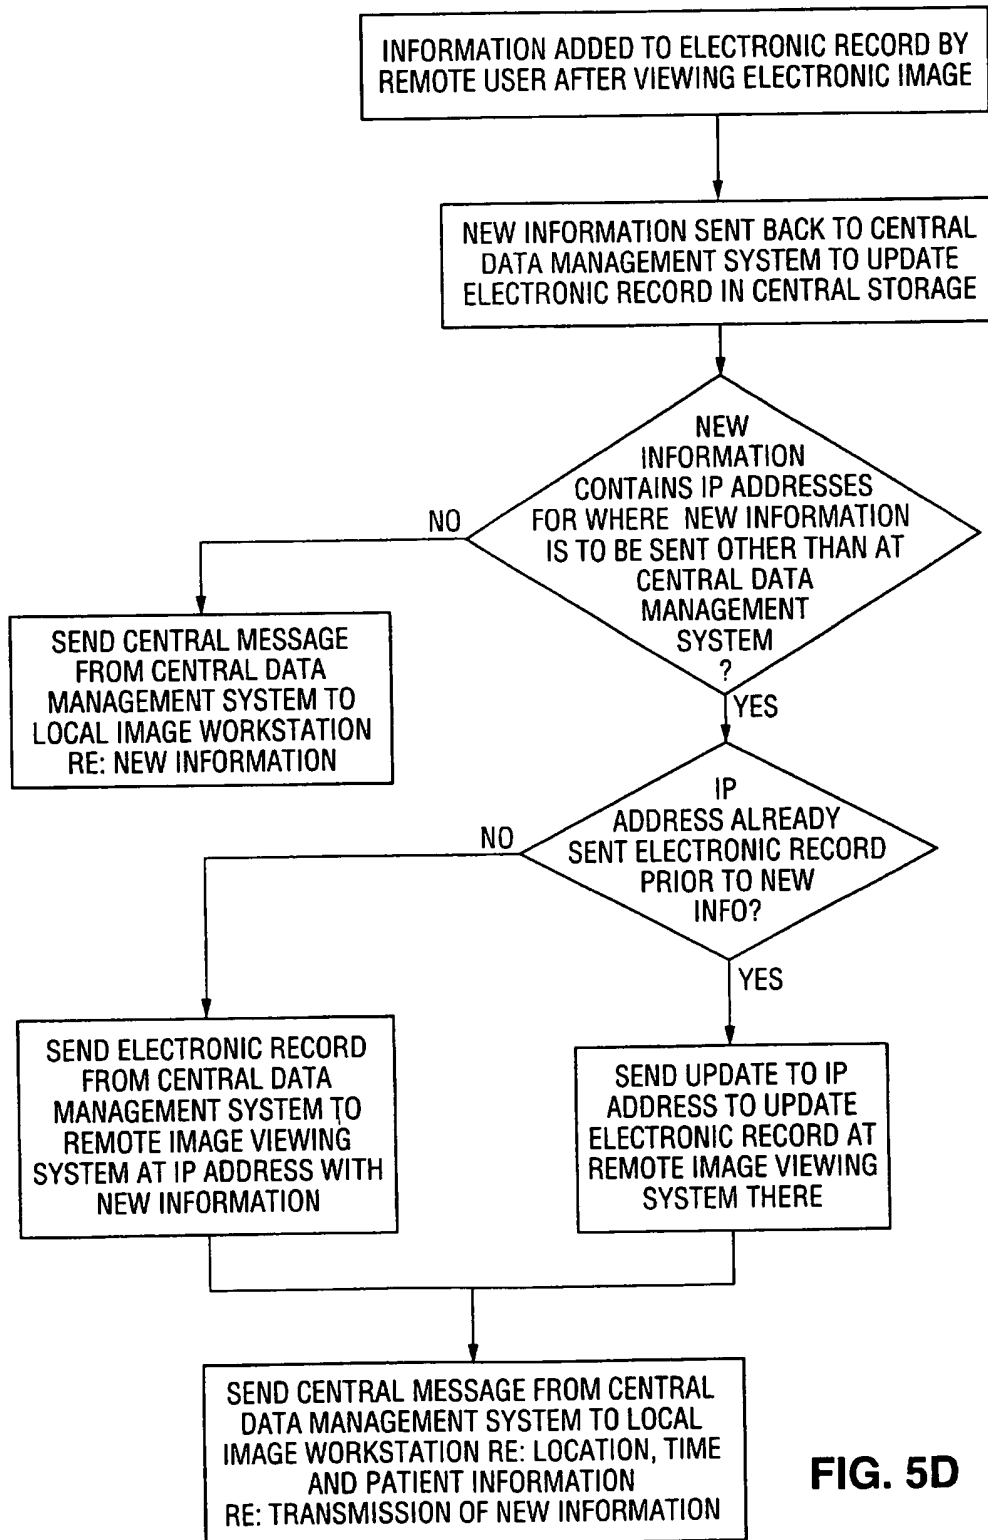 INFORMATION ADDED TO ELECTRONIC RECORD BY
REMOTE USER AFTER VIEWING ELECTRONIC IMAGE
NEW INFORMATION SENT BACK TO CENTRAL
DATA MANAGEMENT SYSTEM TO UPDATE
ELECTRONIC RECORD IN CENTRAL STORAGE
NEW
INFORMATION
CONTAINS IP ADDRESSES
FOR WHERE NEW INFORMATION
IS TO BE SENT OTHER THAN AT
CENTRAL DATA
MANAGEMENT
SYSTEM
?
NO
SEND CENTRAL MESSAGE
FROM CENTRAL DATA
MANAGEMENT SYSTEM TO
LOCAL IMAGE WORKSTATION
RE: NEW INFORMATION
YES
IP
ADDRESS ALREADY
SENT ELECTRONIC RECORD
PRIOR TO NEW
INFO?
NO
YES
SEND ELECTRONIC RECORD
FROM CENTRAL DATA
MANAGEMENT SYSTEM TO
REMOTE IMAGE VIEWING
SYSTEM AT IP ADDRESS WITH
NEW INFORMATION
SEND UPDATE TO IP
ADDRESS TO UPDATE
ELECTRONIC RECORD AT
REMOTE IMAGE VIEWING
SYSTEM THERE
SEND CENTRAL MESSAGE FROM CENTRAL
DATA MANAGEMENT SYSTEM TO LOCAL
IMAGE WORKSTATION RE: LOCATION, TIME
AND PATIENT INFORMATION
RE: TRANSMISSION OF NEW INFORMATION
FIG. 5D